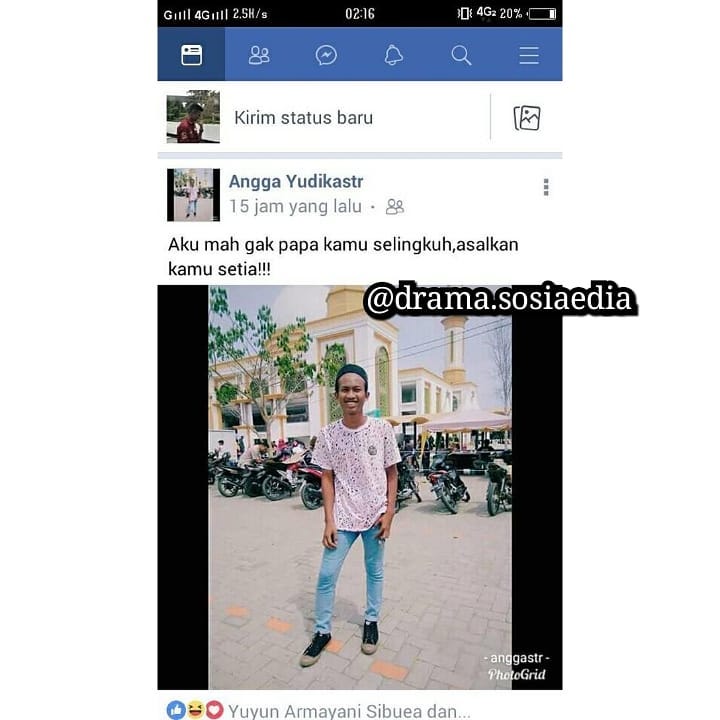 4G 4G 2.5K/s 02:16 4G2 20%
Kirim status baru
Angga Yudikastr
15 jam yang lalu ·
Aku mah gak papa kamu selingkuh,asalkan
kamu setia!!!
@drama.sosiaedia
- anggastr -
PhotoGrid
Yuyun Armayani Sibuea dan...